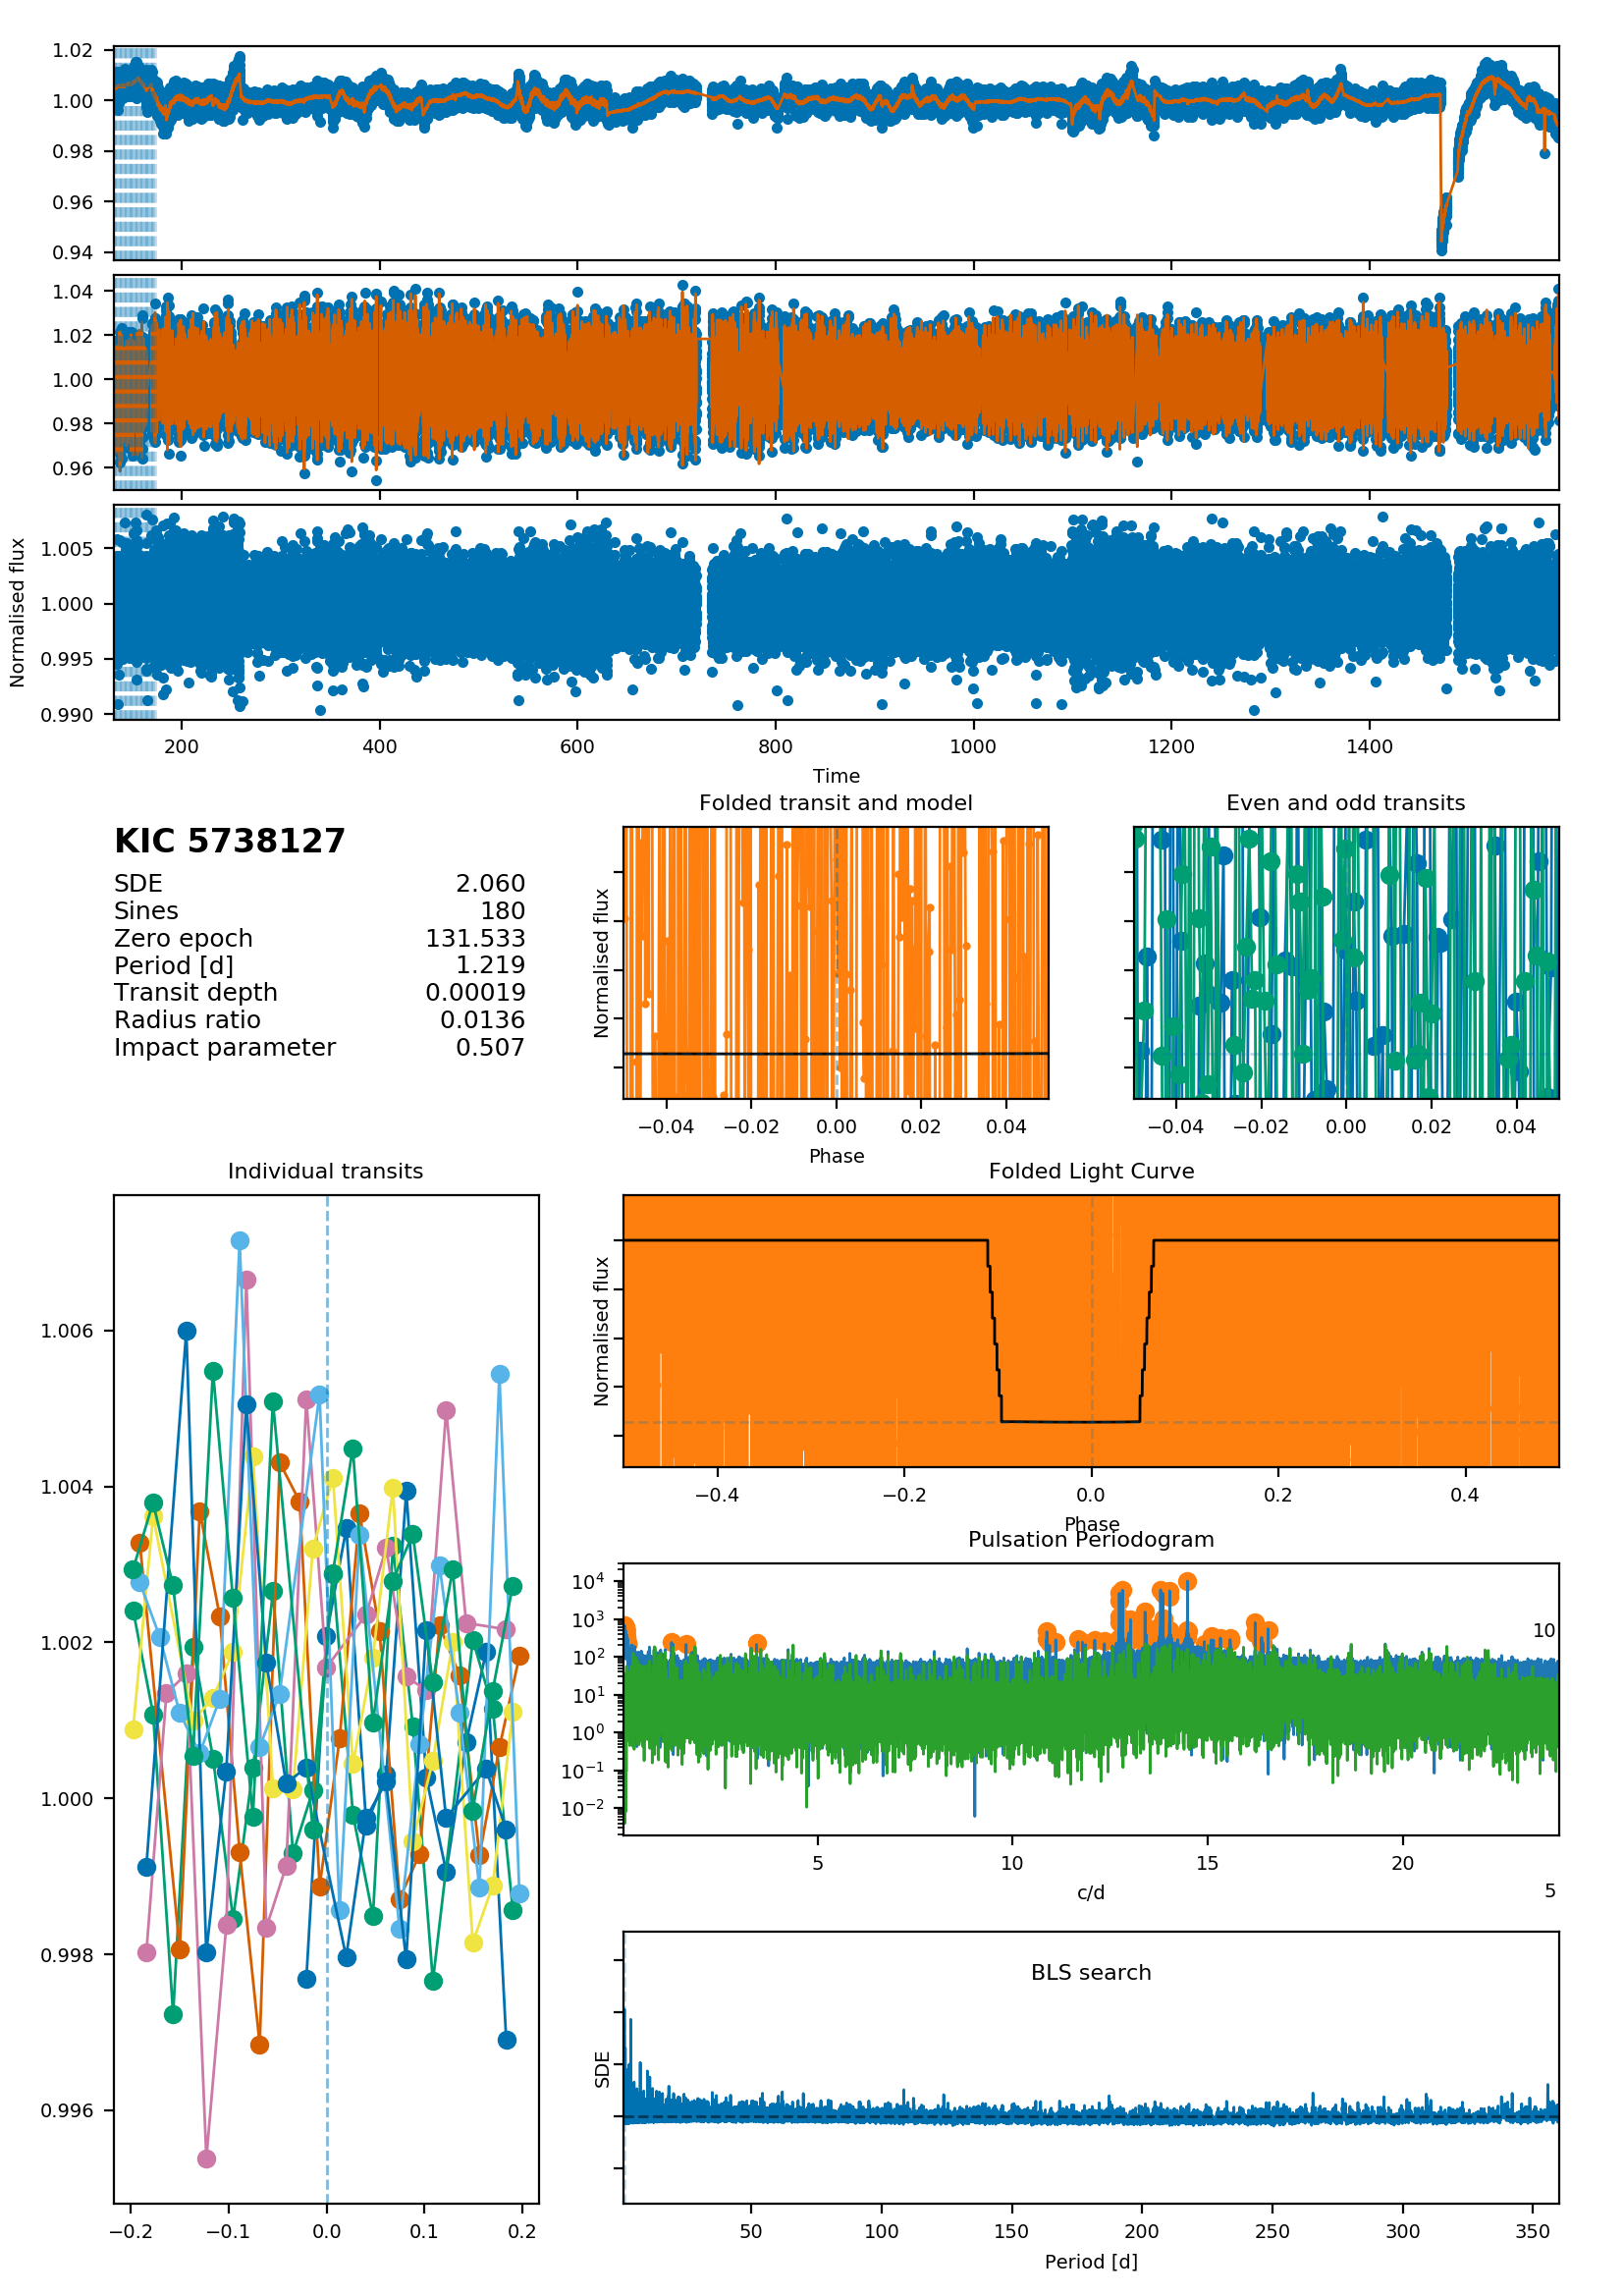 1.02
1.00
0.98
0.96
0.94
1.04
1.02
1.00
0.98
0.96
1.005
1.000
0.995
0.990
Normalised flux
200 400 600 800 1000 1200 1400
Time
KIC 5738127
SDE 2.060
Sines 180
Zero epoch 131.533
Period [d] 1.219
Transit depth 0.00019
Radius ratio 0.0136
Impact parameter 0.507
Folded transit and model
Normalised flux
−0.04 −0.02 0.00 0.02 0.04
Phase
Even and odd transits
−0.04 −0.02 0.00 0.02 0.04
Individual transits
1.006
1.004
1.002
1.000
0.998
0.996
−0.2 −0.1 0.0 0.1 0.2
Folded Light Curve
Normalised flux
−0.4 −0.2 0.0 0.2 0.4
Phase
Pulsation Periodogram
10⁴
10³
10²
10¹
10⁰
10⁻¹
10⁻²
10
5 10 15 20
c/d
5
BLS search
SDE
50 100 150 200 250 300 350
Period [d]